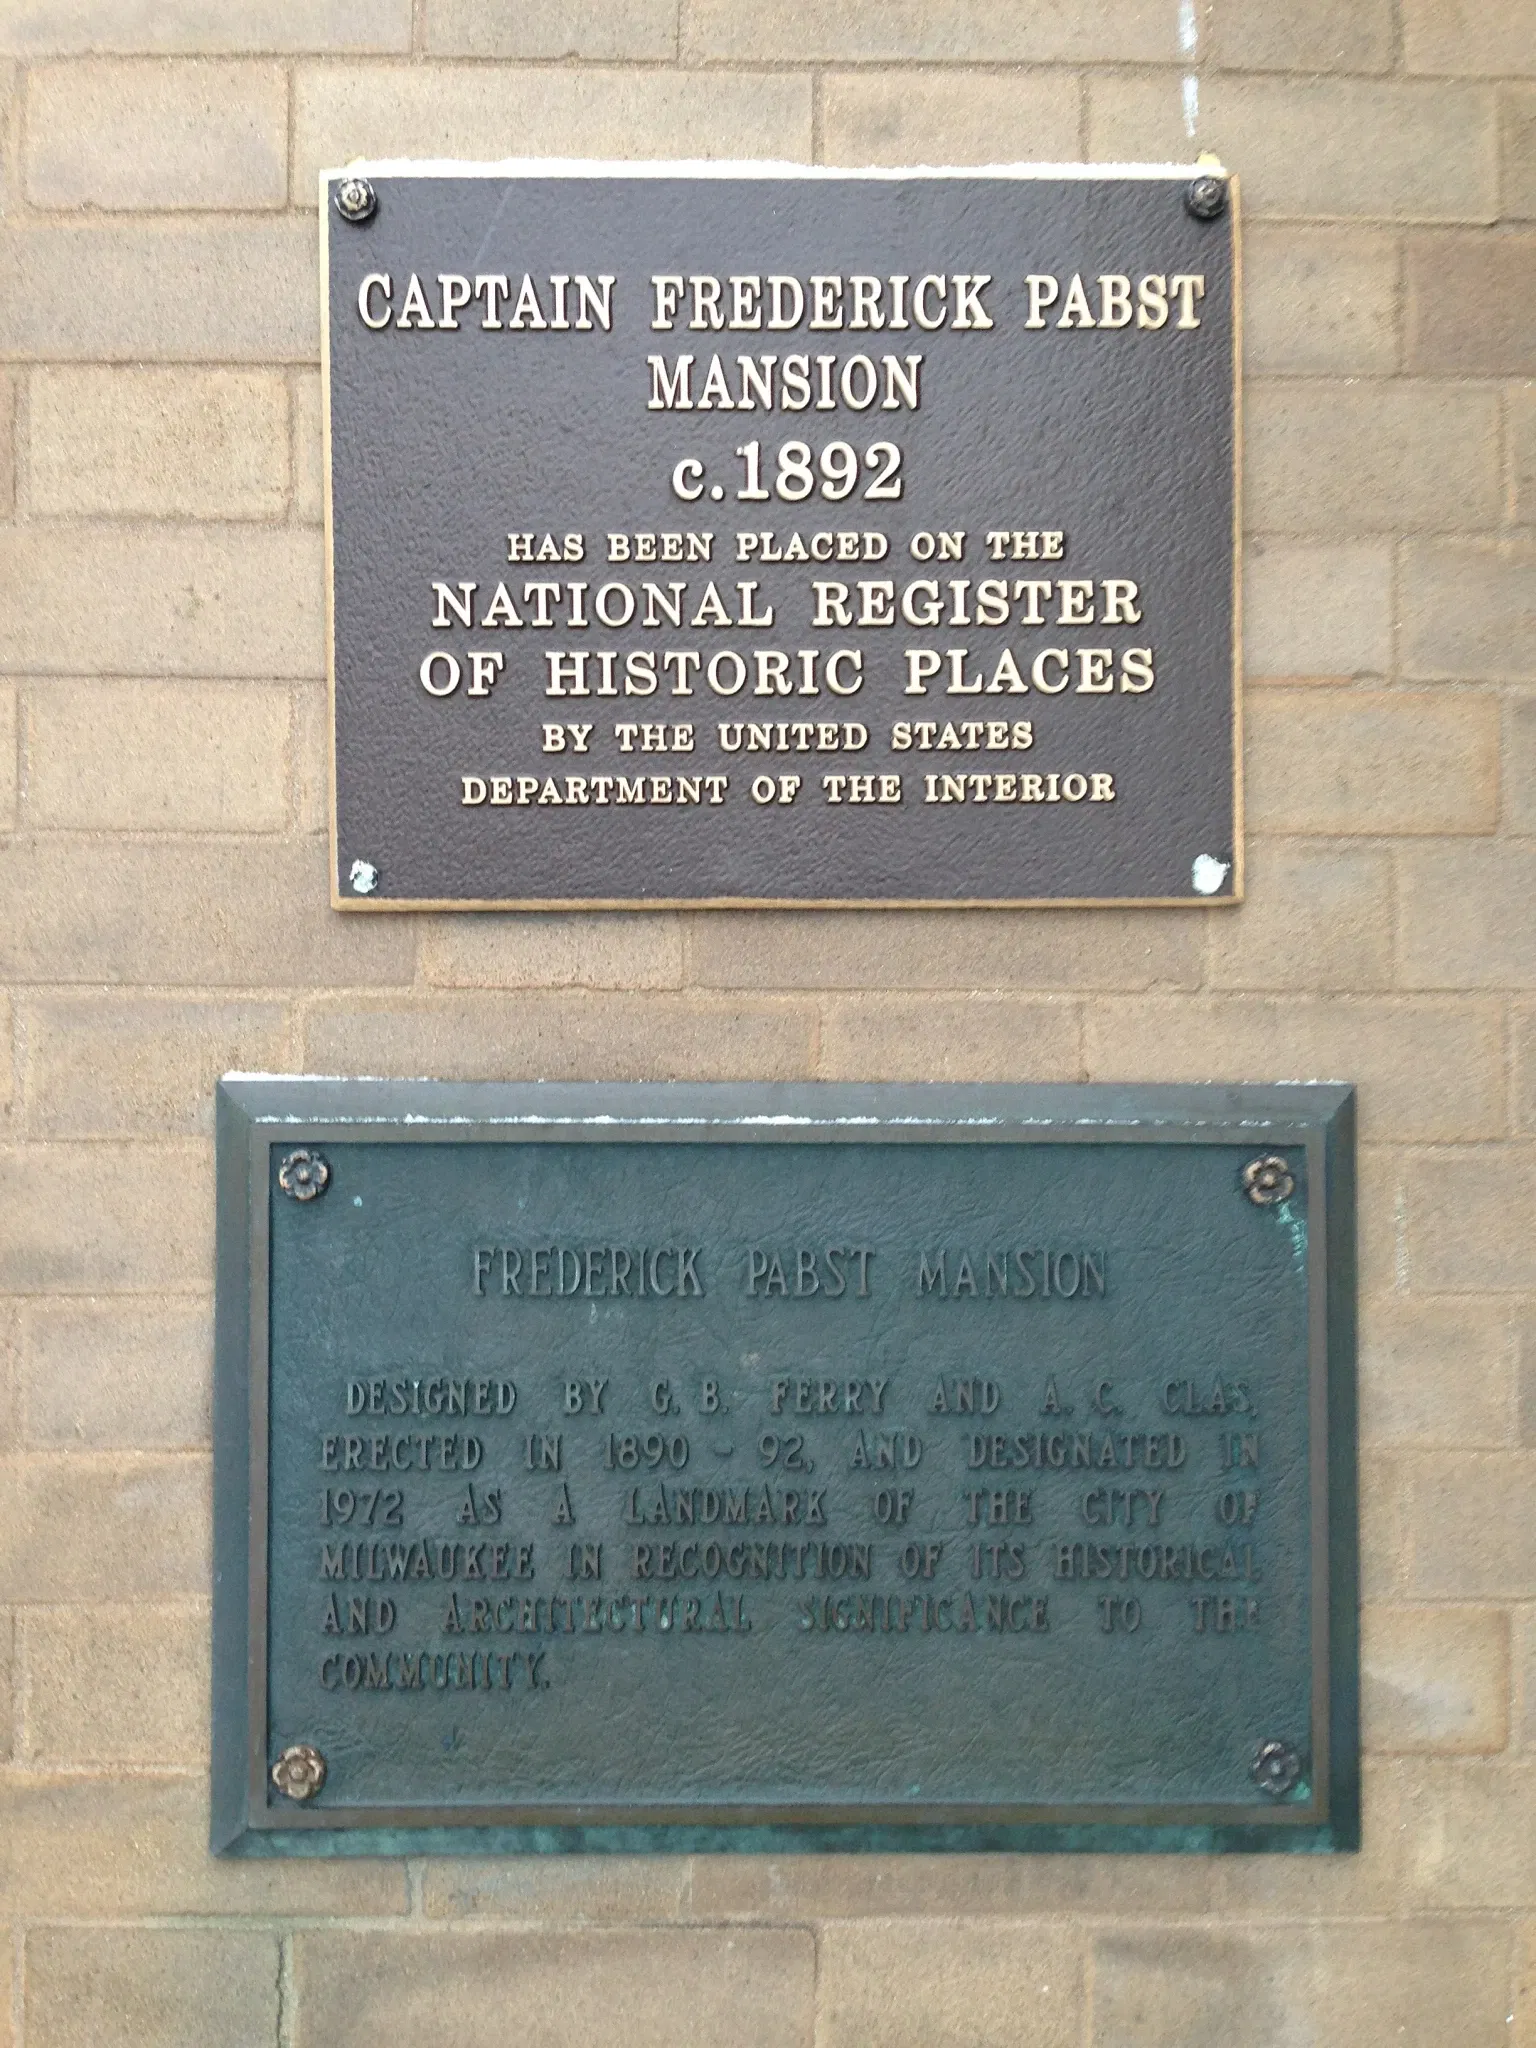 CAPTAIN FREDERICK PABST
MANSION
c.1892
HAS BEEN PLACED ON THE
NATIONAL REGISTER
OF HISTORIC PLACES
BY THE UNITED STATES
DEPARTMENT OF THE INTERIOR
FREDERICK PABST MANSION
DESIGNED BY G. B. FERRY AND A. C. CLAS,
ERECTED IN 1890 - 92, AND DESIGNATED IN
1972 AS A LANDMARK OF THE CITY OF
MILWAUKEE IN RECOGNITION OF ITS HISTORICAL
AND ARCHITECTURAL SIGNIFICANCE TO THE
COMMUNITY.